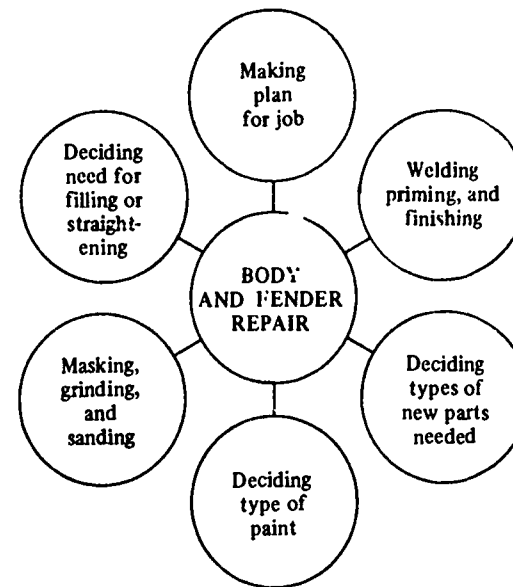 Making
plan
for job
Deciding
need for
filling or
straight-
ening
Welding
priming, and
finishing
BODY
AND FENDER
REPAIR
Masking,
grinding,
and
sanding
Deciding
types of
new parts
needed
Deciding
type of
paint